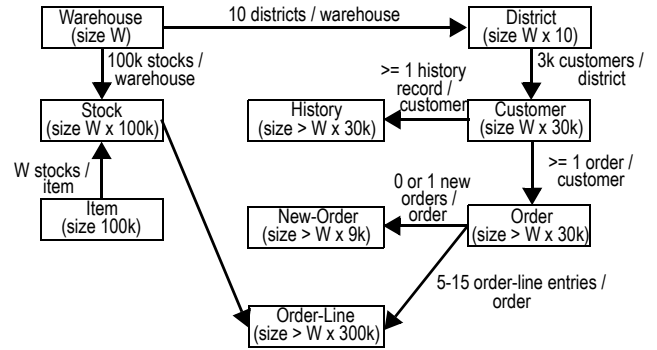 Warehouse
(size W)
10 districts / warehouse
District
(size W x 10)
100k stocks /
warehouse
3k customers /
district
>= 1 history
record /
customer
Stock
(size W x 100k)
History
(size > W x 30k)
Customer
(size W x 30k)
W stocks /
item
>= 1 order /
customer
0 or 1 new
orders /
order
Item
(size 100k)
New-Order
(size > W x 9k)
Order
(size > W x 30k)
5-15 order-line entries /
order
Order-Line
(size > W x 300k)